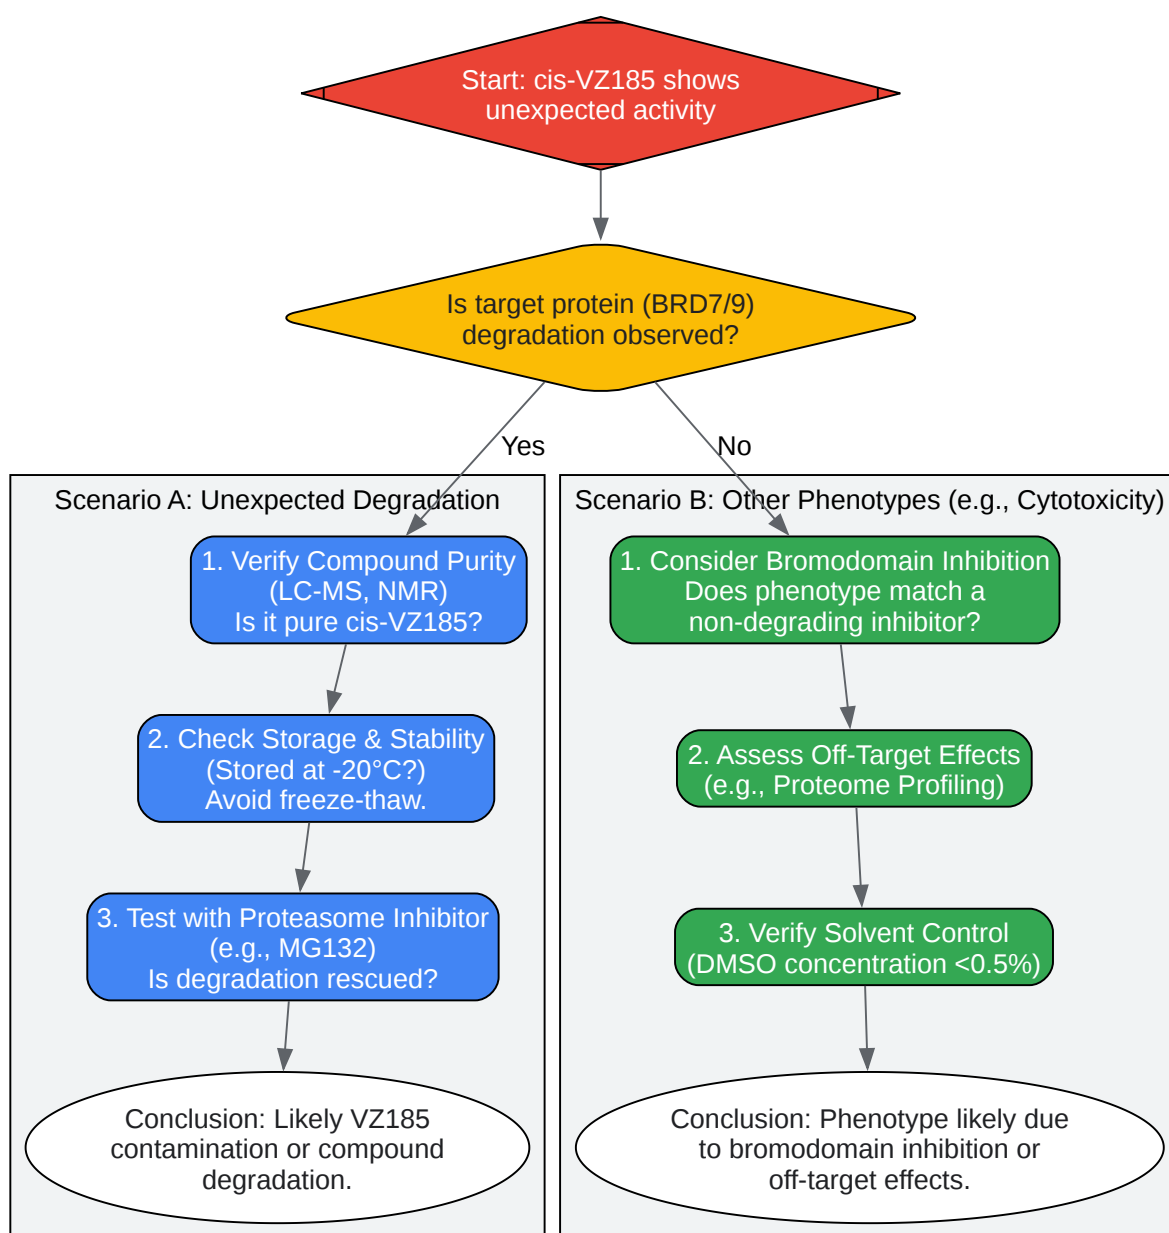 Start: cis-VZ185 shows
unexpected activity
Is target protein (BRD7/9)
degradation observed?
Yes
No
Scenario A: Unexpected Degradation
1. Verify Compound Purity
(LC-MS, NMR)
Is it pure cis-VZ185?
2. Check Storage & Stability
(Stored at -20°C?)
Avoid freeze-thaw.
3. Test with Proteasome Inhibitor
(e.g., MG132)
Is degradation rescued?
Conclusion: Likely VZ185
contamination or compound
degradation.
Scenario B: Other Phenotypes (e.g., Cytotoxicity)
1. Consider Bromodomain Inhibition
Does phenotype match a
non-degrading inhibitor?
2. Assess Off-Target Effects
(e.g., Proteome Profiling)
3. Verify Solvent Control
(DMSO concentration <0.5%)
Conclusion: Phenotype likely due
to bromodomain inhibition or
off-target effects.